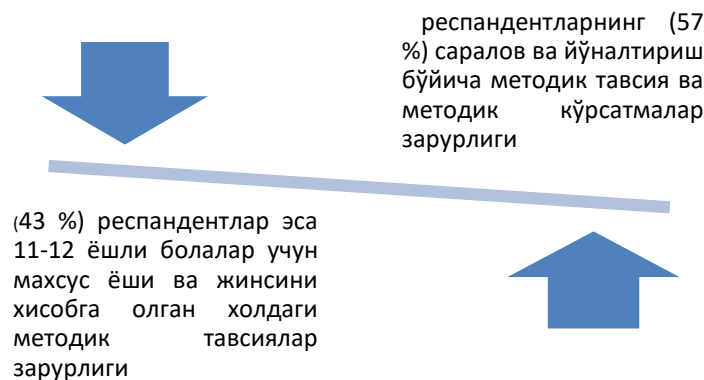 респандентларнинг (57
%) саралов ва йўналтириш
бўйича методик тавсия ва
методик кўрсатмалар
зарурлиги
(43 %) респандентлар эса
11-12 ёшли болалар учун
махсус ёши ва жинсини
хисобга олган холдаги
методик тавсиялар
зарурлиги